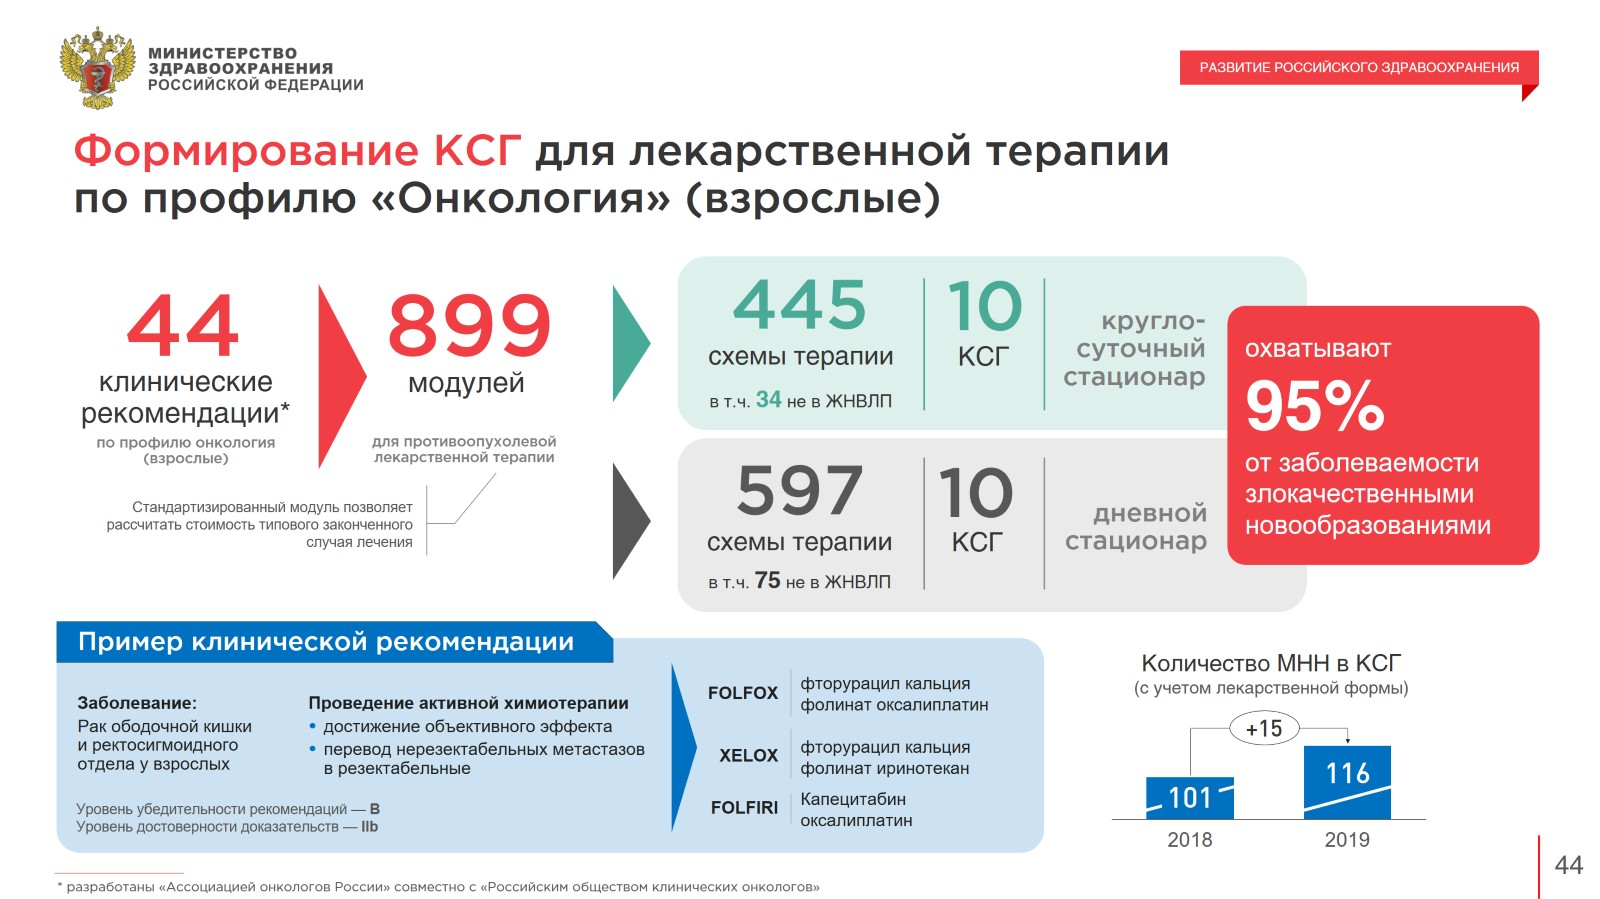 МИНИСТЕРСТВО
ЗДРАВООХРАНЕНИЯ
РОССИЙСКОЙ ФЕДЕРАЦИИ
РАЗВИТИЕ РОССИЙСКОГО ЗДРАВООХРАНЕНИЯ
Формирование КСГ для лекарственной терапии
по профилю «Онкология» (взрослые)
44
клинические
рекомендации*
по профилю онкология
(взрослые)
899
модулей
для противоопухолевой
лекарственной терапии
Стандартизированный модуль позволяет
рассчитать стоимость типового законченного
случая лечения
445
схемы терапии
в т.ч. 34 не в ЖНВЛП
10
КСГ
кругло-
суточный
стационар
597
схемы терапии
в т.ч. 75 не в ЖНВЛП
10
КСГ
дневной
стационар
охватывают
95%
от заболеваемости
злокачественными
новообразованиями
Пример клинической рекомендации
Заболевание:
Рак ободочной кишки
и ректосигмоидного
отдела у взрослых
Проведение активной химиотерапии
• достижение объективного эффекта
• перевод нерезектабельных метастазов
в резектабельные
Уровень убедительности рекомендаций — B
Уровень достоверности доказательств — IIb
FOLFOX
фторурацил кальция
фолинат оксалиплатин
XELOX
фторурацил кальция
фолинат иринотекан
FOLFIRI
Капецитабин
оксалиплатин
Количество МНН в КСГ
(с учетом лекарственной формы)
+15
101
116
2018
2019
* разработаны «Ассоциацией онкологов России» совместно с «Российским обществом клинических онкологов»
44